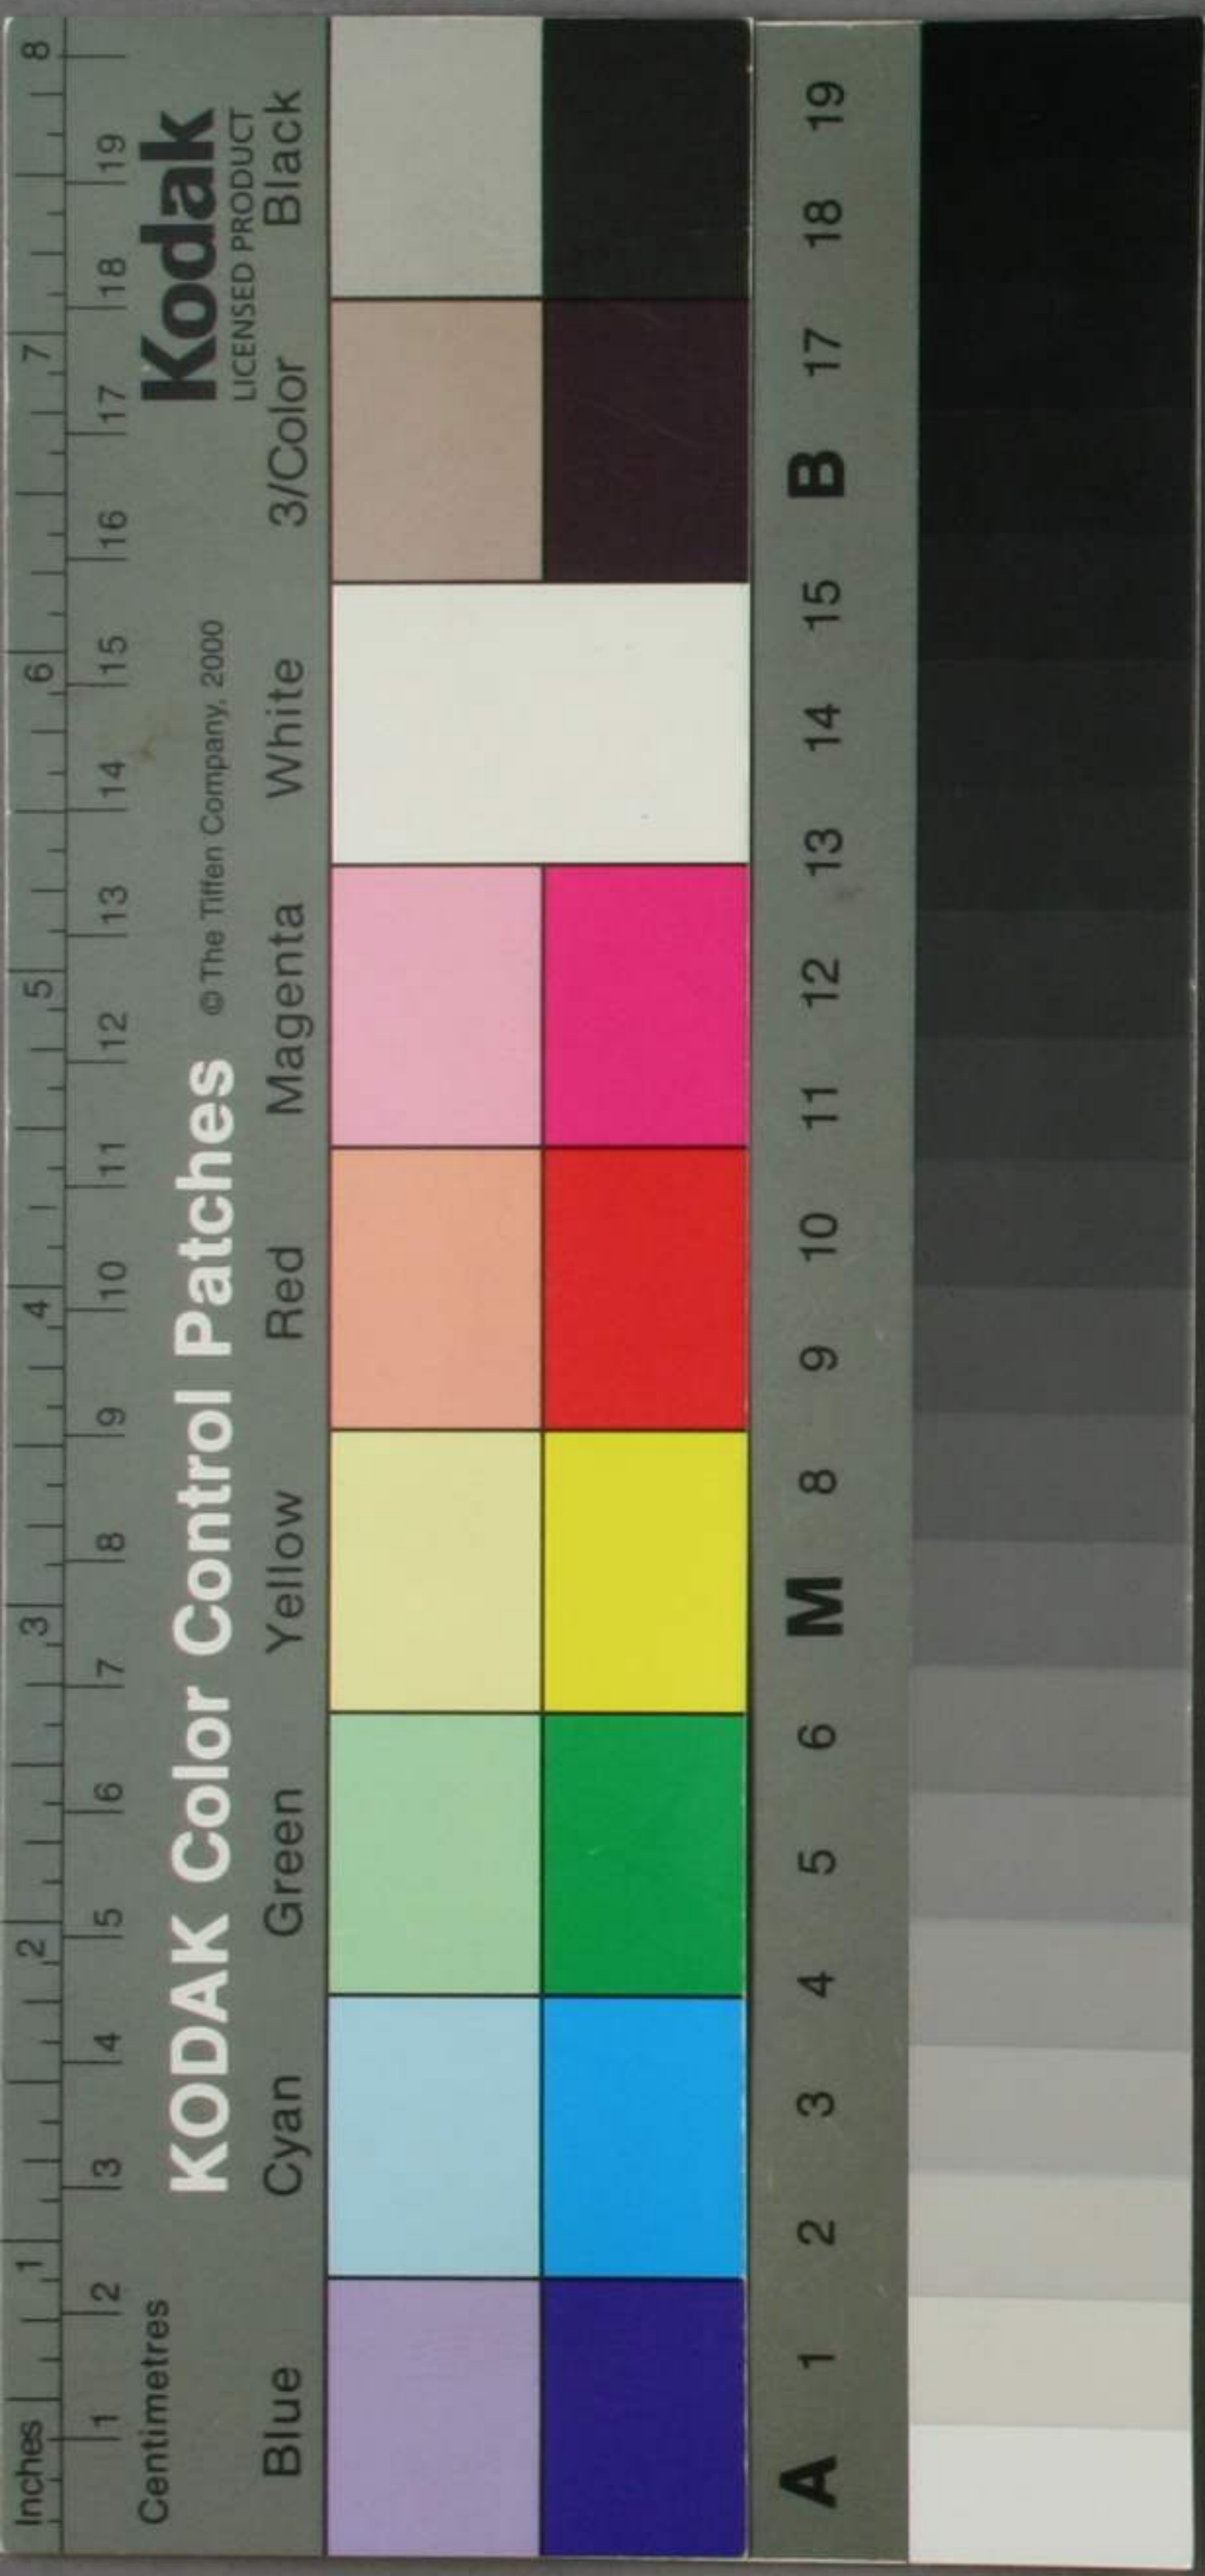 Inches 1 2 3 4 5 6 7 8
1 2 3 4 5 6 7 8 9 10 11 12 13 14 15 16 17 18 19
Centimetres
KODAK Color Control Patches © The Tiffen Company, 2000
Kodak
LICENSED PRODUCT
Blue Cyan Green Yellow Red Magenta White 3/Color Black
A 1 2 3 4 5 6 M 8 9 10 11 12 13 14 15 B 17 18 19